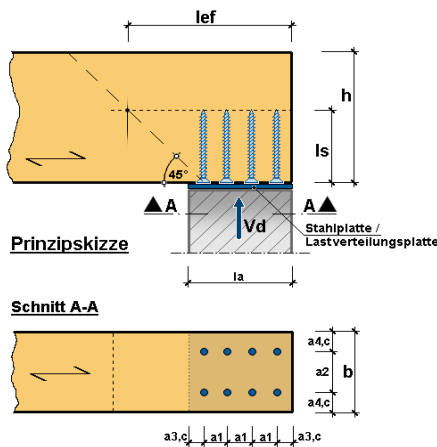 lef
h
ls
45°
A
A
Vd
Stahlplatte /
Lastverteilungsplatte
Prinzipskizze
la
Schnitt A-A
a4,c
a2
b
a4,c
a3,c
a1
a1
a1
a3,c